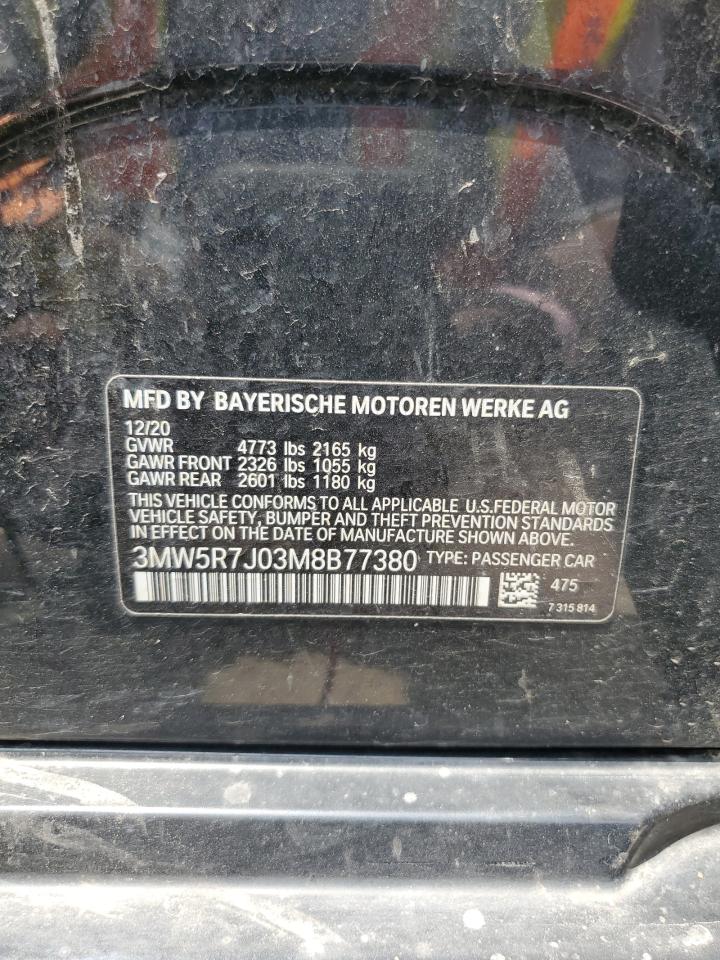 MFD BY BAYERISCHE MOTOREN WERKE AG
12/20
GVWR 4773 lbs 2165 kg
GAWR FRONT 2326 lbs 1055 kg
GAWR REAR 2601 lbs 1180 kg
THIS VEHICLE CONFORMS TO ALL APPLICABLE U.S.FEDERAL MOTOR
VEHICLE SAFETY, BUMPER AND THEFT PREVENTION STANDARDS
IN EFFECT ON THE DATE OF MANUFACTURE SHOWN ABOVE.
3MW5R7J03M8B77380 TYPE: PASSENGER CAR
475
7 315 814